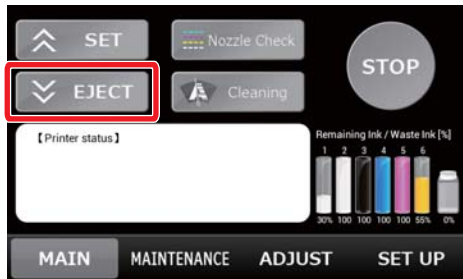 SET
Nozzle Check
STOP
EJECT
Cleaning
【Printer status】
Remaining Ink / Waste Ink [%]
1 2 3 4 5 6
30% 100 100 100 100 55% 0%
MAIN MAINTENANCE ADJUST SET UP